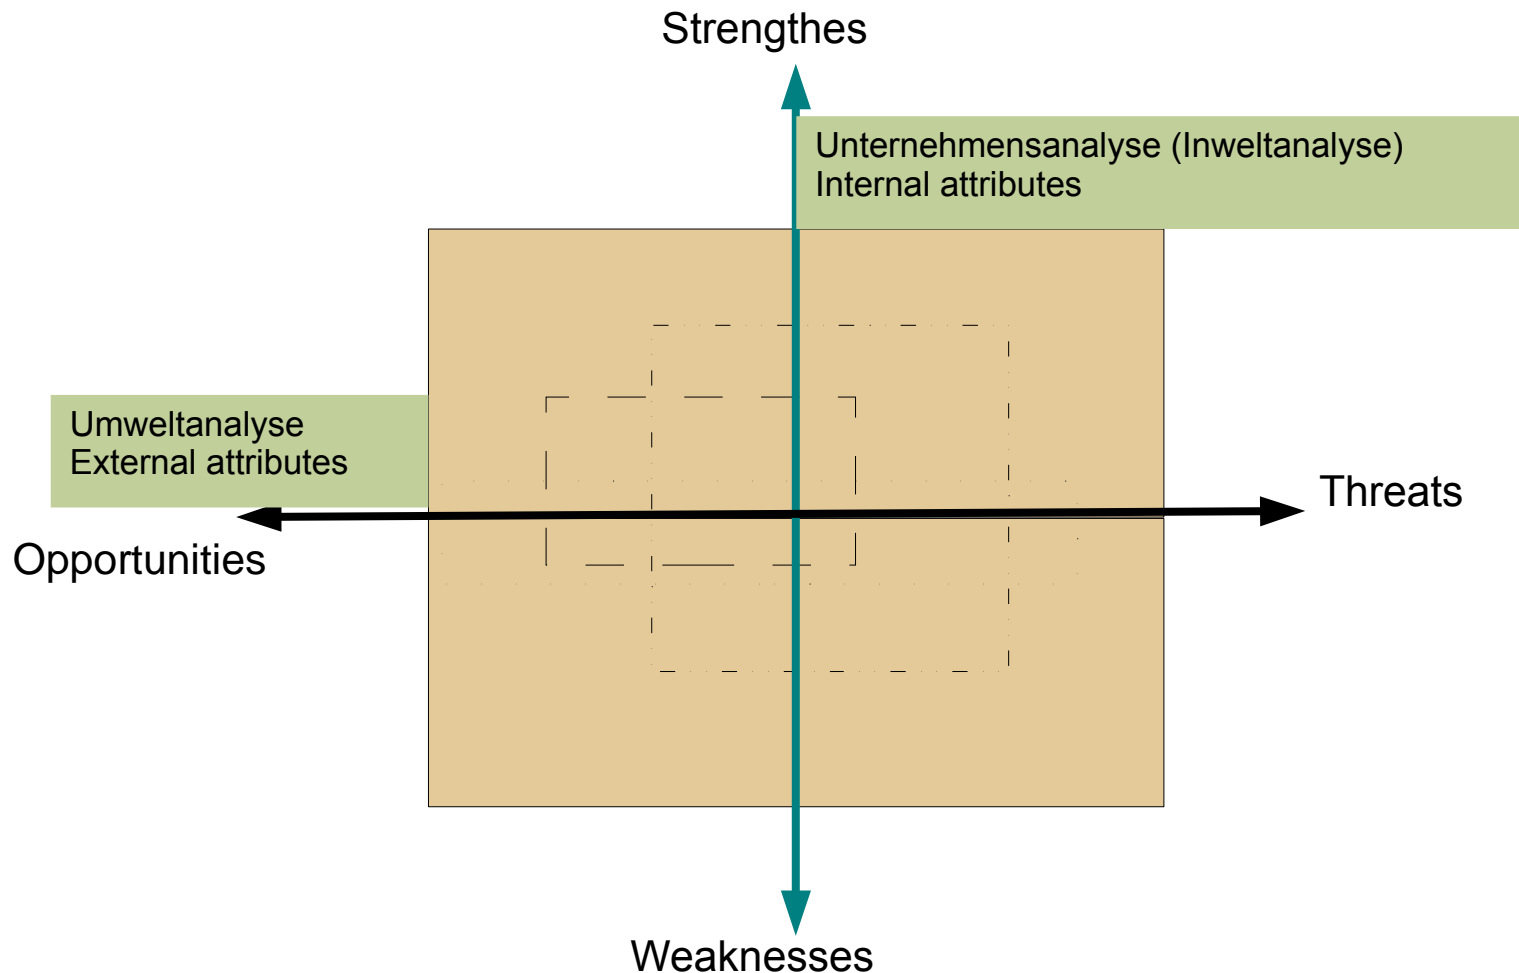 Strengthes
Unternehmensanalyse (Inweltanalyse)
Internal attributes
Umweltanalyse
External attributes
Threats
Opportunities
Weaknesses